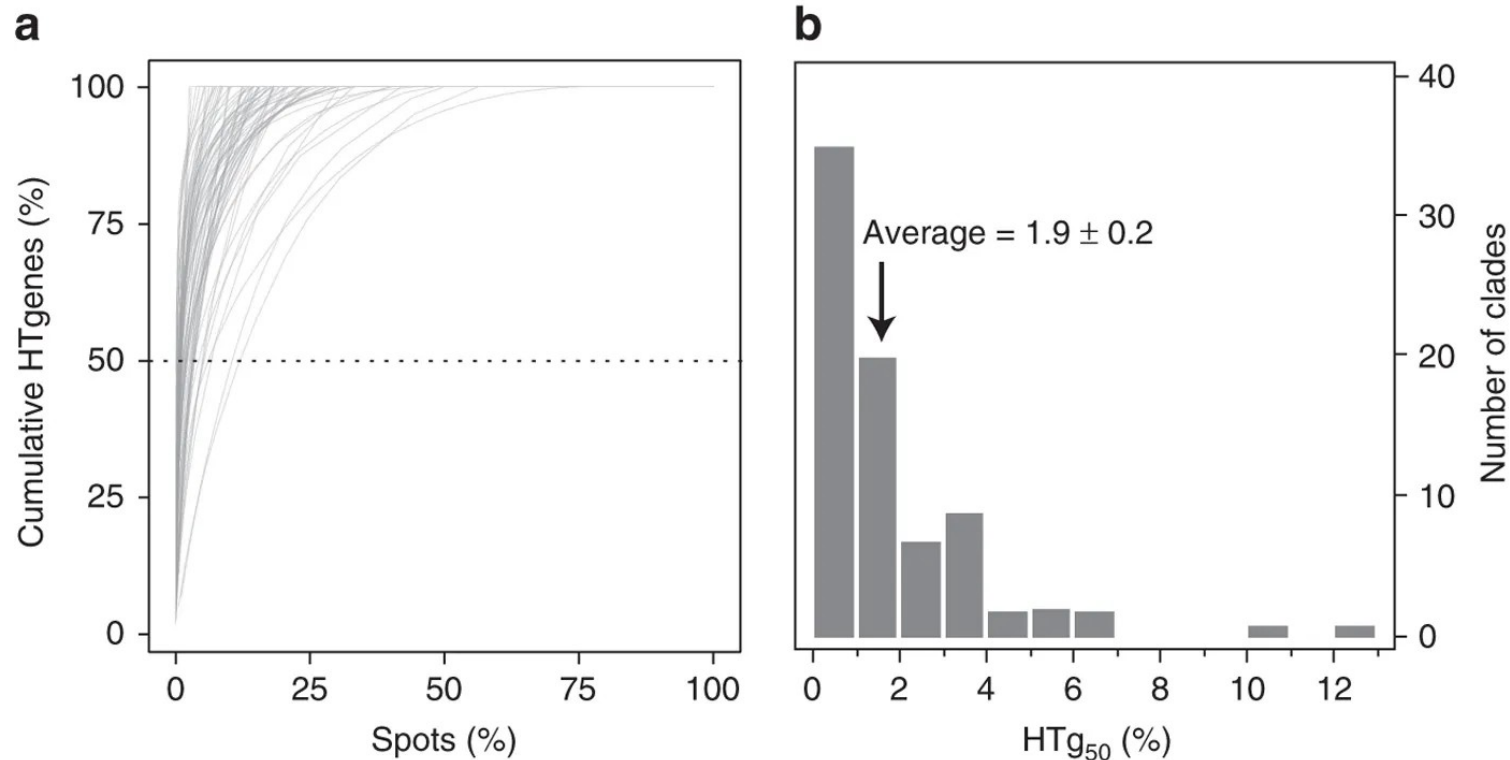 a
Cumulative HTgenes (%)
100
75
50
25
0
0 25 50 75 100
Spots (%)
b
Average = 1.9 ± 0.2
40
30
20
10
0
Number of clades
0 2 4 6 8 10 12
HTg50 (%)